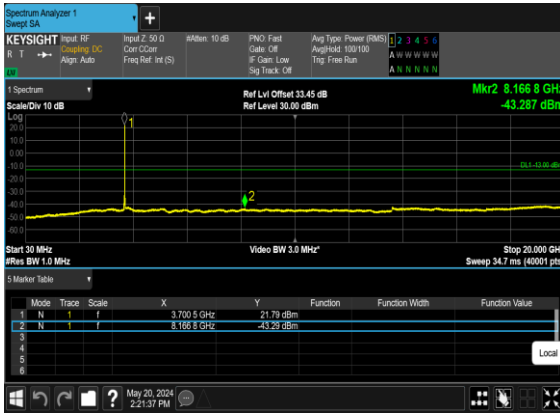 Spectrum Analyzer 1
Swept SA
+
KEYSIGHT Input: RF Input Z: 50 Ω #Atten: 10 dB PNO: Fast Avg Type: Power (RMS) 1 2 3 4 5 6
R T Coupling: DC Corr CCorr Gate: Off Avg|Hold: 100/100 A W W W W W
Align: Auto Freq Ref: Int (S) IF Gain: Low Trig: Free Run
Sig Track: Off A N N N N N
1 Spectrum
Ref Lvl Offset 33.45 dB Mkr2 8.166 8 GHz
Scale/Div 10 dB Ref Level 30.00 dBm -43.287 dBm
Log
1
20.0
10.0
0.00
-10.0
DL1 -13.00 dBm
-20.0
-30.0
2
-40.0
-50.0
-60.0
Start 30 MHz Video BW 3.0 MHz* Stop 20.000 GHz
#Res BW 1.0 MHz Sweep 34.7 ms (40001 pts)
5 Marker Table
Mode Trace Scale X Y Function Function Width Function Value
1 N 1 f 3.700 5 GHz 21.79 dBm
2 N 1 f 8.166 8 GHz -43.29 dBm
3
4
5
6
Local
? May 20, 2024
2:21:37 PM